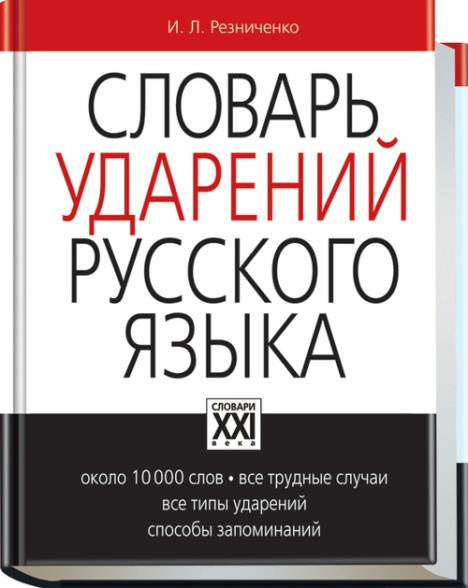 И. Л. Резниченко
СЛОВАРЬ
УДАРЕНИЙ
РУССКОГО
ЯЗЫКА
СЛОВАРИ
XXI
века
около 10 000 слов • все трудные случаи
все типы ударений
способы запоминаний